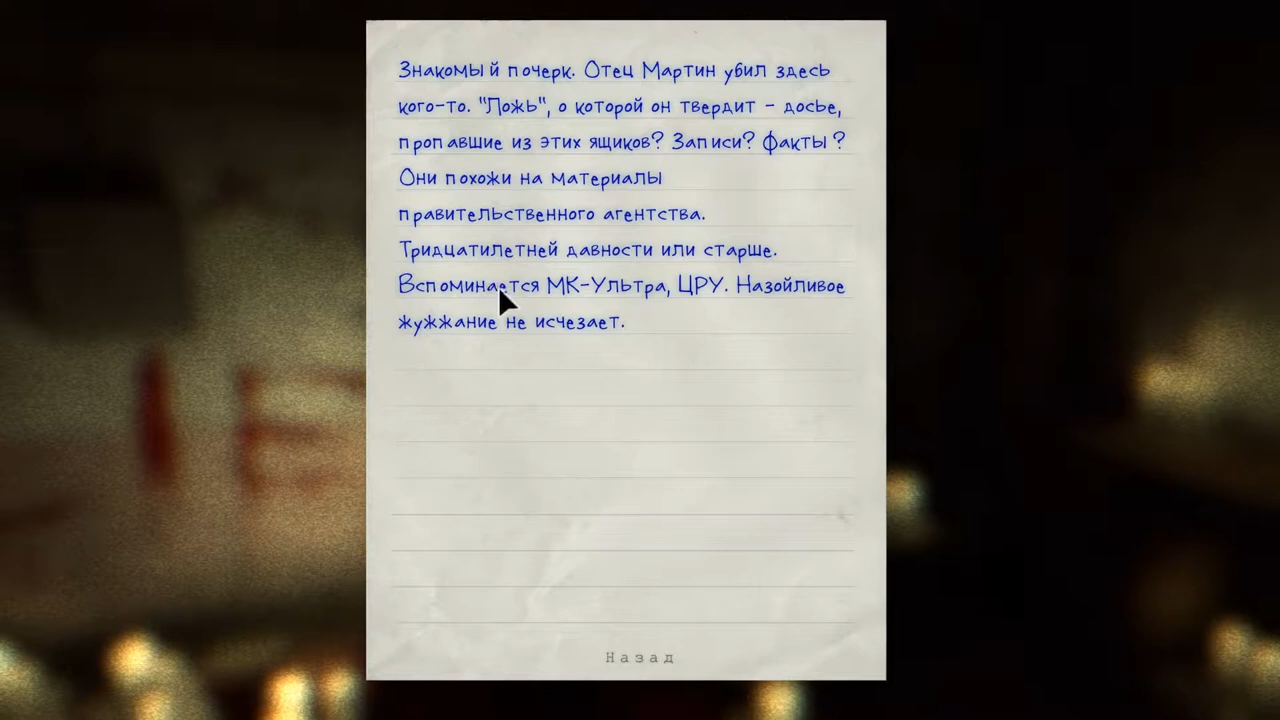 Знакомый почерк. Отец Мартин убил здесь
кого-то. "Ложь", о которой он твердит - досье,
пропавшие из этих ящиков? Записи? Факты?
Они похожи на материалы
правительственного агентства.
Тридцатилетней давности или старше.
Вспоминается МК-Ультра, ЦРУ. Назойливое
жужжание не исчезает.
Назад